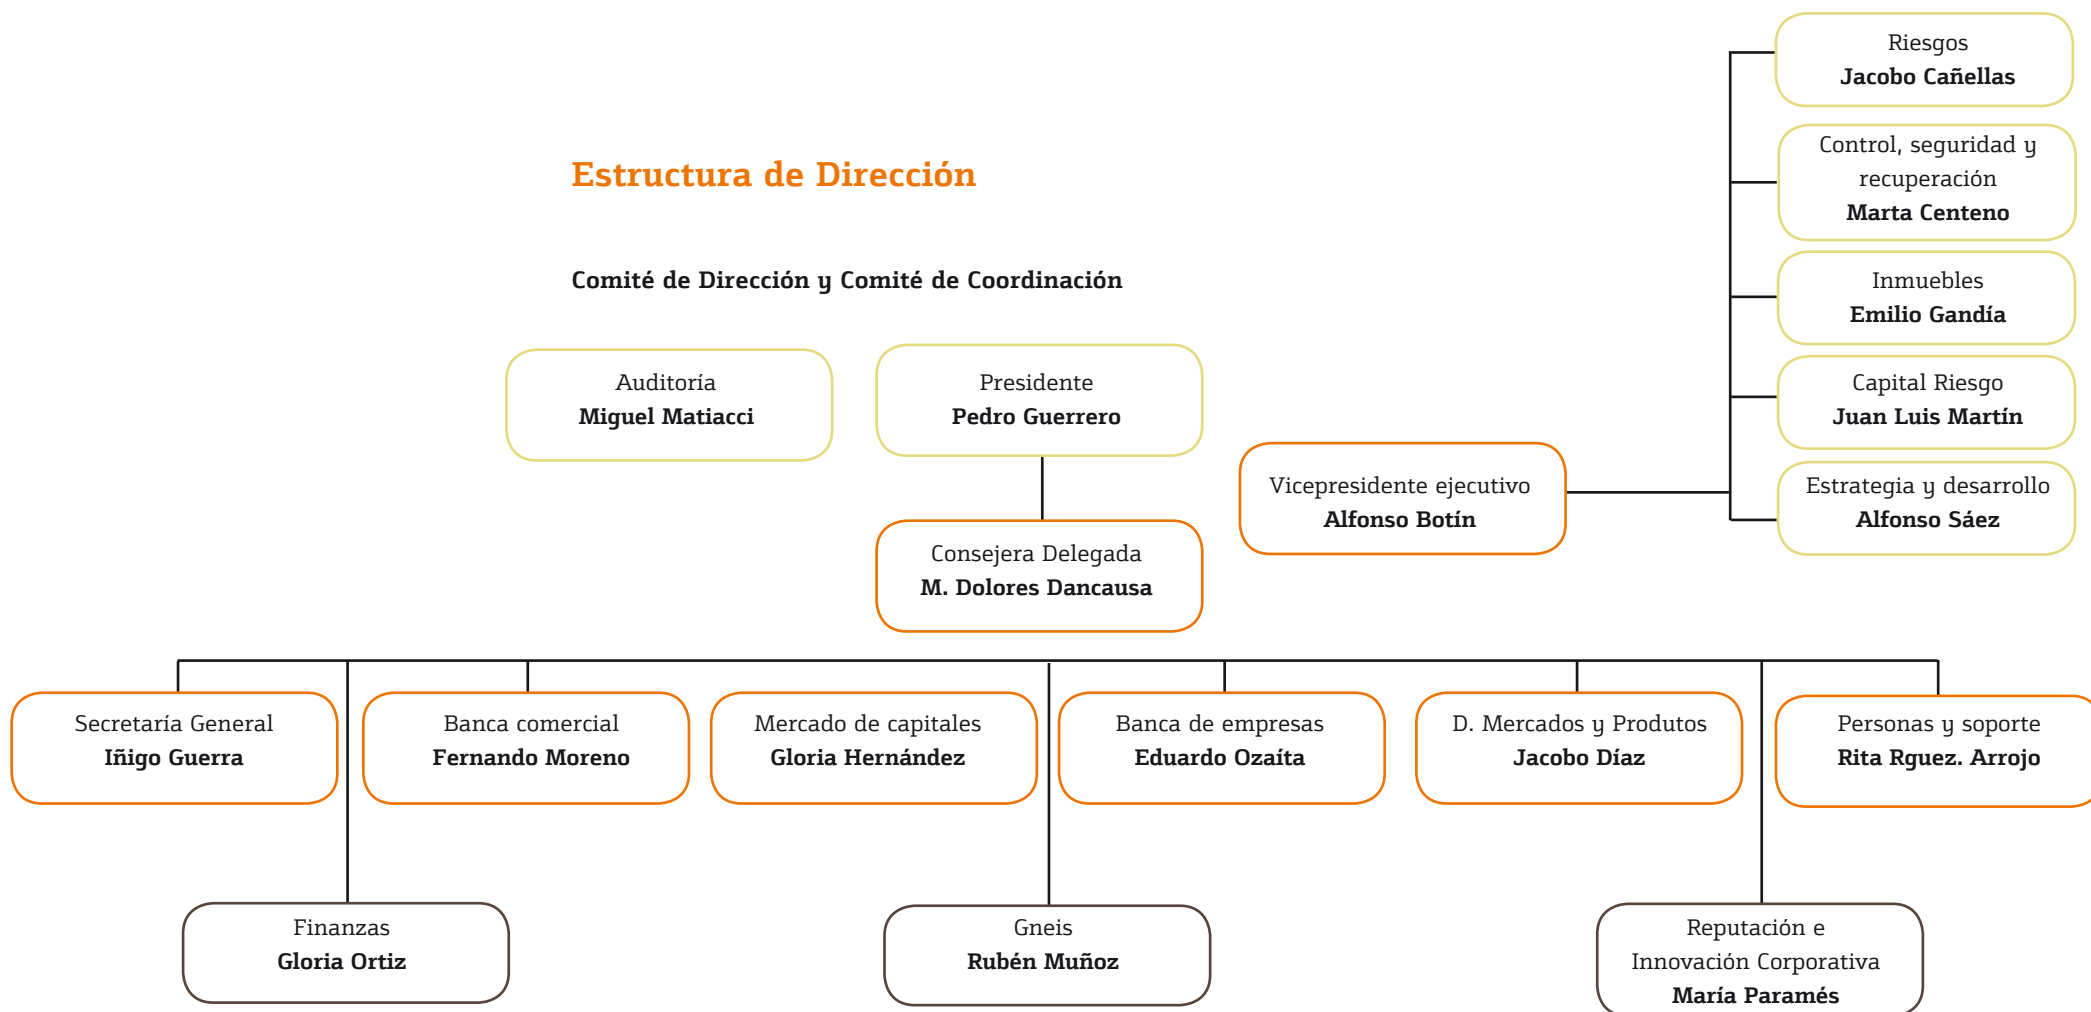 Estructura de Dirección
Comité de Dirección y Comité de Coordinación
Auditoría
Miguel Matiacci
Presidente
Pedro Guerrero
Consejera Delegada
M. Dolores Dancausa
Vicepresidente ejecutivo
Alfonso Botín
Riesgos
Jacobo Cañellas
Control, seguridad y
recuperación
Marta Centeno
Inmuebles
Emilio Gandía
Capital Riesgo
Juan Luis Martín
Estrategia y desarrollo
Alfonso Sáez
Secretaría General
Iñigo Guerra
Banca comercial
Fernando Moreno
Mercado de capitales
Gloria Hernández
Banca de empresas
Eduardo Ozaíta
D. Mercados y Produtos
Jacobo Díaz
Personas y soporte
Rita Rguez. Arrojo
Finanzas
Gloria Ortiz
Gneis
Rubén Muñoz
Reputación e
Innovación Corporativa
María Paramés